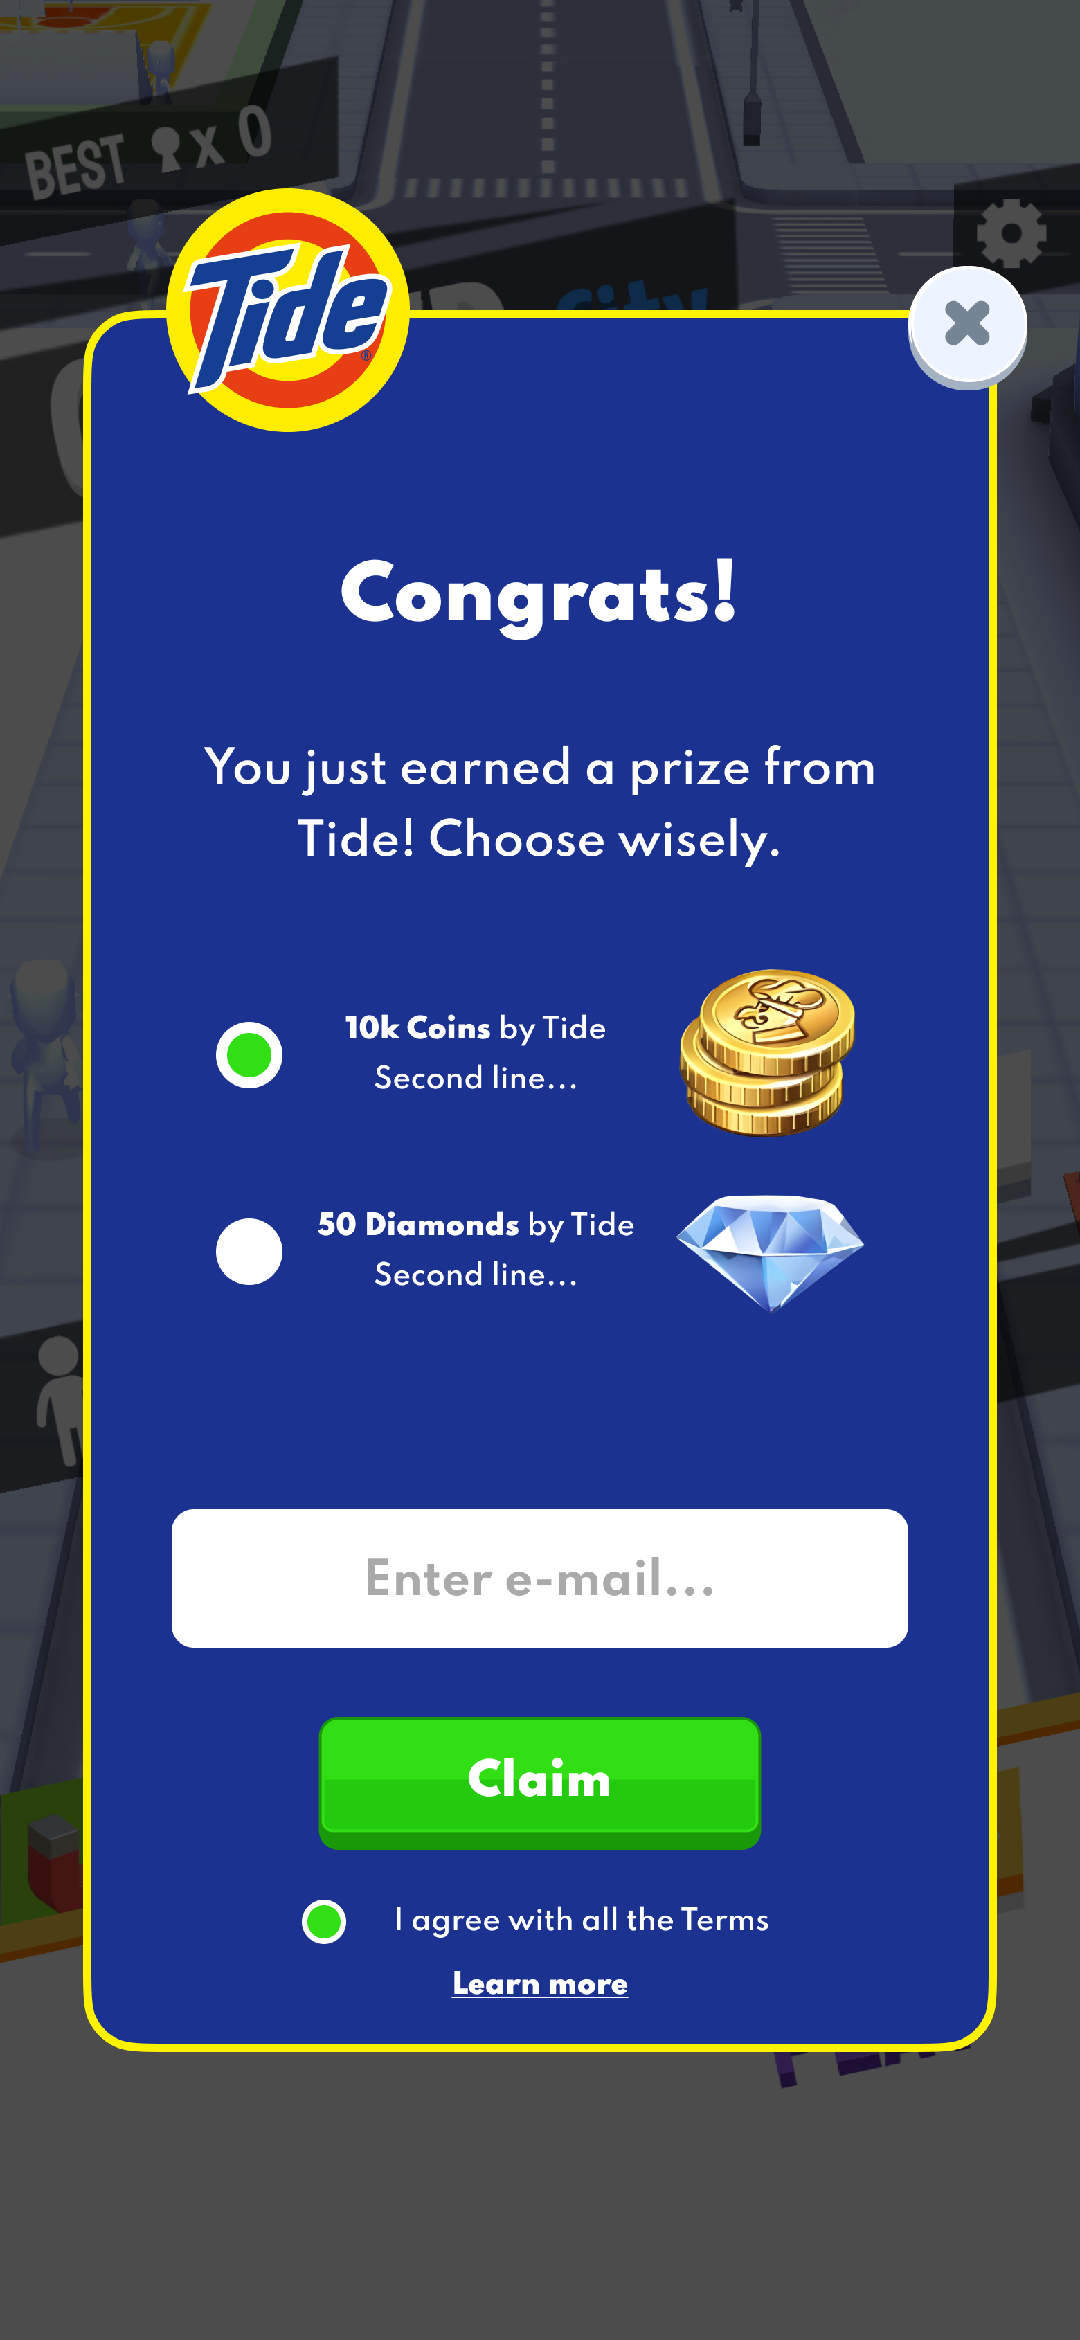 BEST x 0
City
Tide
®
Congrats!
You just earned a prize from
Tide! Choose wisely.
10k Coins by Tide
Second line...
50 Diamonds by Tide
Second line...
Enter e-mail...
Claim
I agree with all the Terms
Learn more